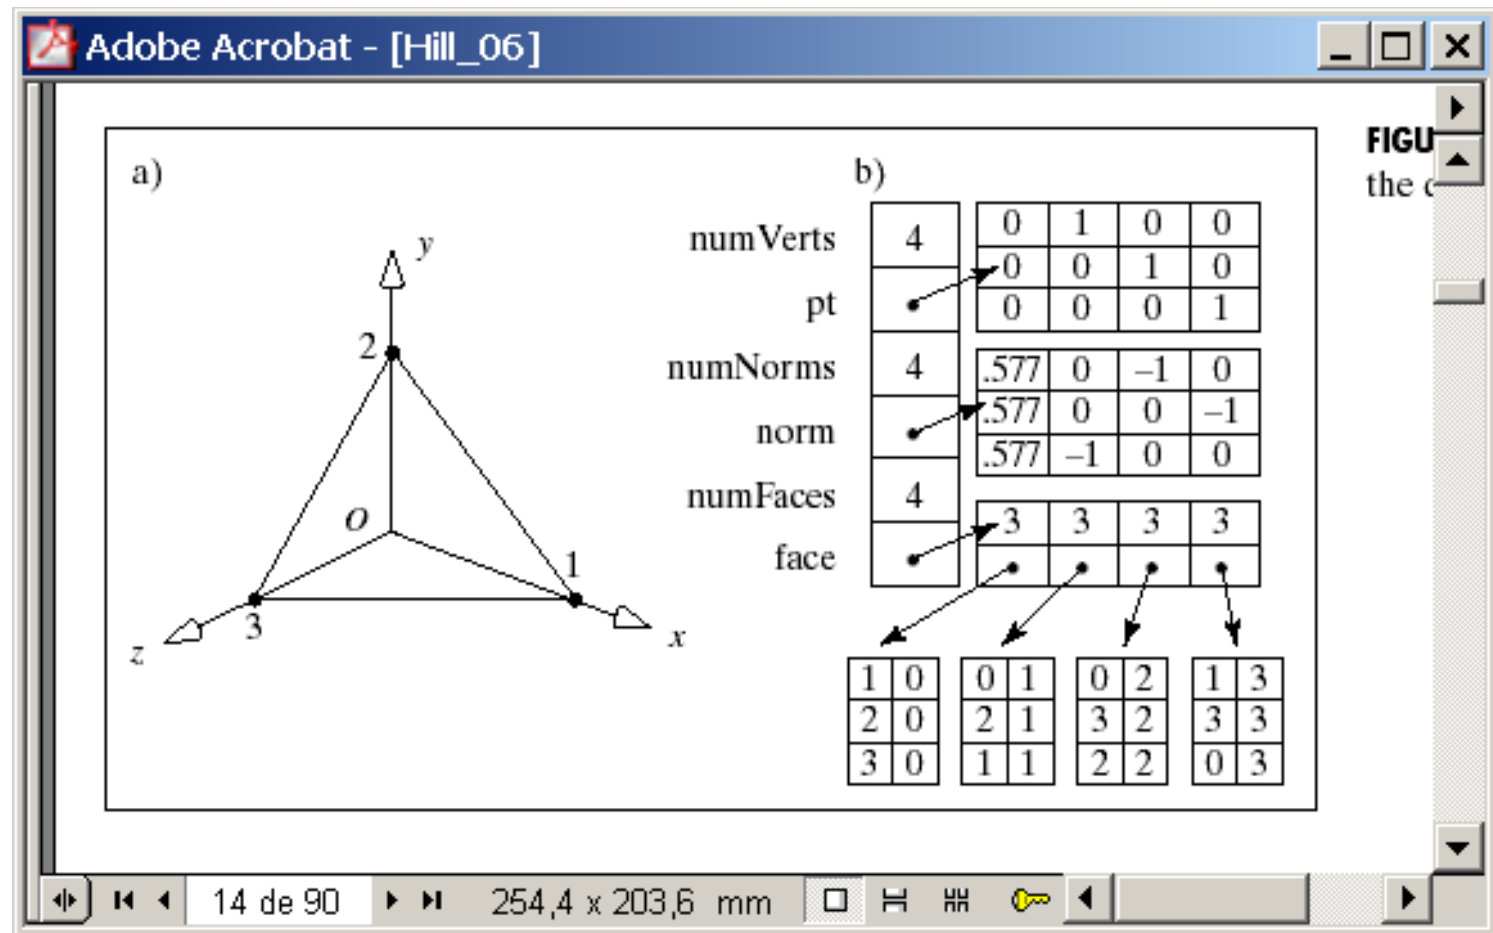 Adobe Acrobat - [Hill_06]
FIGU
the
a)
y
2
O
1
3
z
x
b)
numVerts 4
pt
numNorms 4
norm
numFaces 4
face
0 1 0 0
0 0 1 0
0 0 0 1
.577 0 –1 0
.577 0 0 –1
.577 –1 0 0
3 3 3 3
1 0 0 1 0 2 1 3
2 0 2 1 3 2 3 3
3 0 1 1 2 2 0 3
14 de 90
254,4 x 203,6 mm